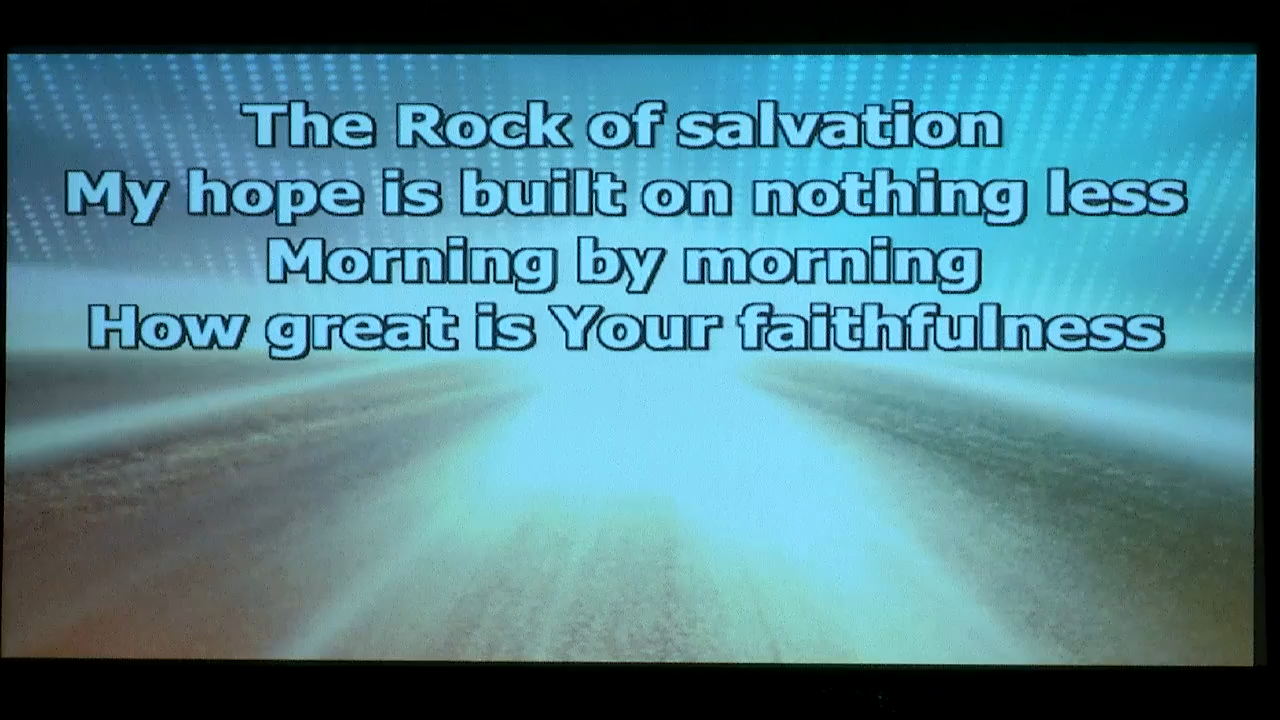 The Rock of salvation
My hope is built on nothing less
Morning by morning
How great is Your faithfulness